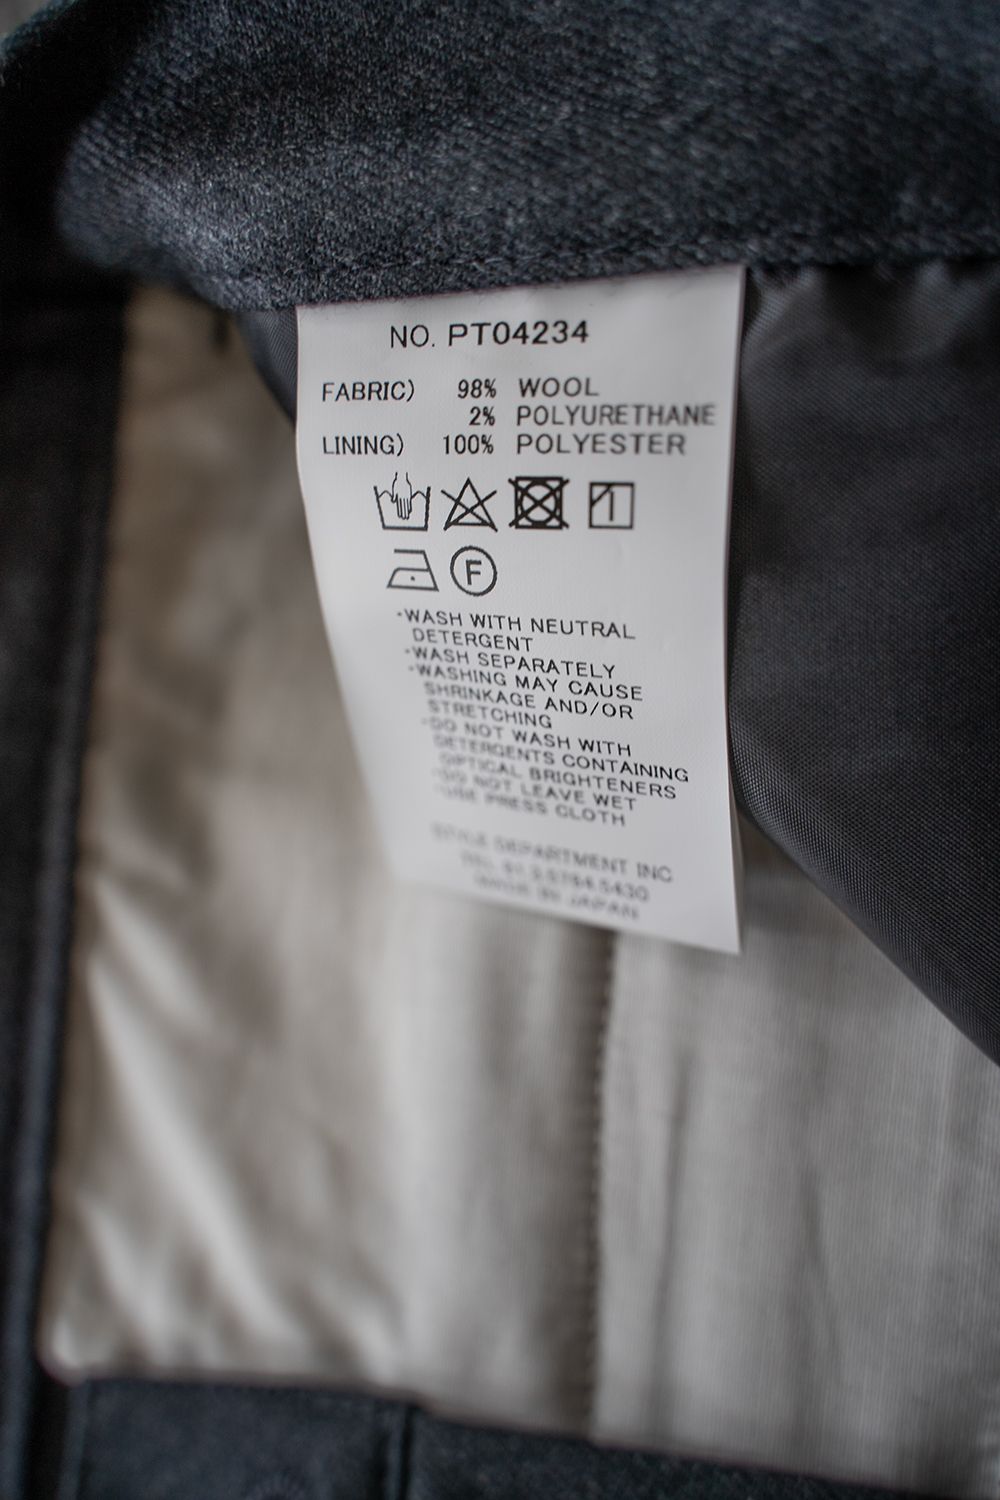 NO. PT04234
FABRIC) 98% WOOL
2% POLYURETHANE
LINING) 100% POLYESTER
F
-WASH WITH NEUTRAL
DETERGENT
-WASH SEPARATELY
-WASHING MAY CAUSE
SHRINKAGE AND/OR
STRETCHING
-DO NOT WASH WITH
DETERGENTS CONTAINING
OPTICAL BRIGHTENERS
-DO NOT LEAVE WET
-USE PRESS CLOTH
STYLE DEPARTMENT INC
MADE IN JAPAN